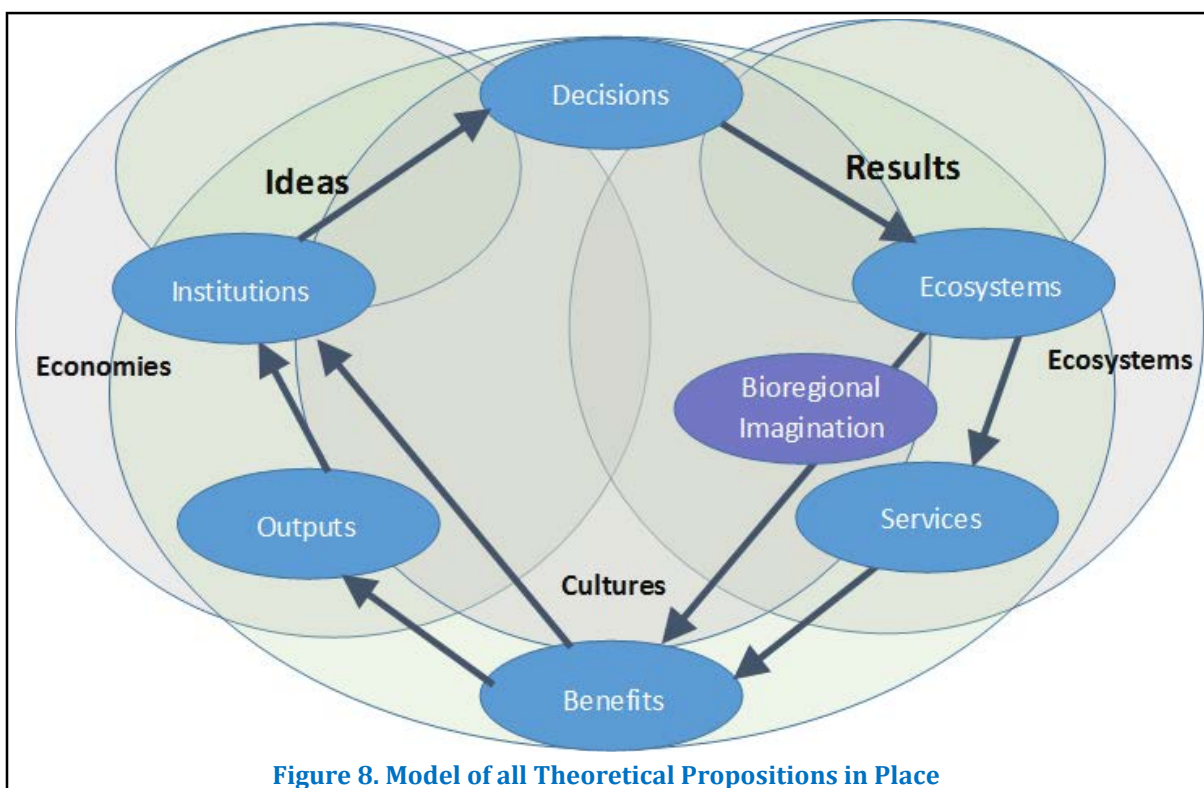 Decisions
Ideas
Results
Institutions
Ecosystems
Economies
Ecosystems
Bioregional
Imagination
Outputs
Services
Cultures
Benefits
Figure 8. Model of all Theoretical Propositions in Place